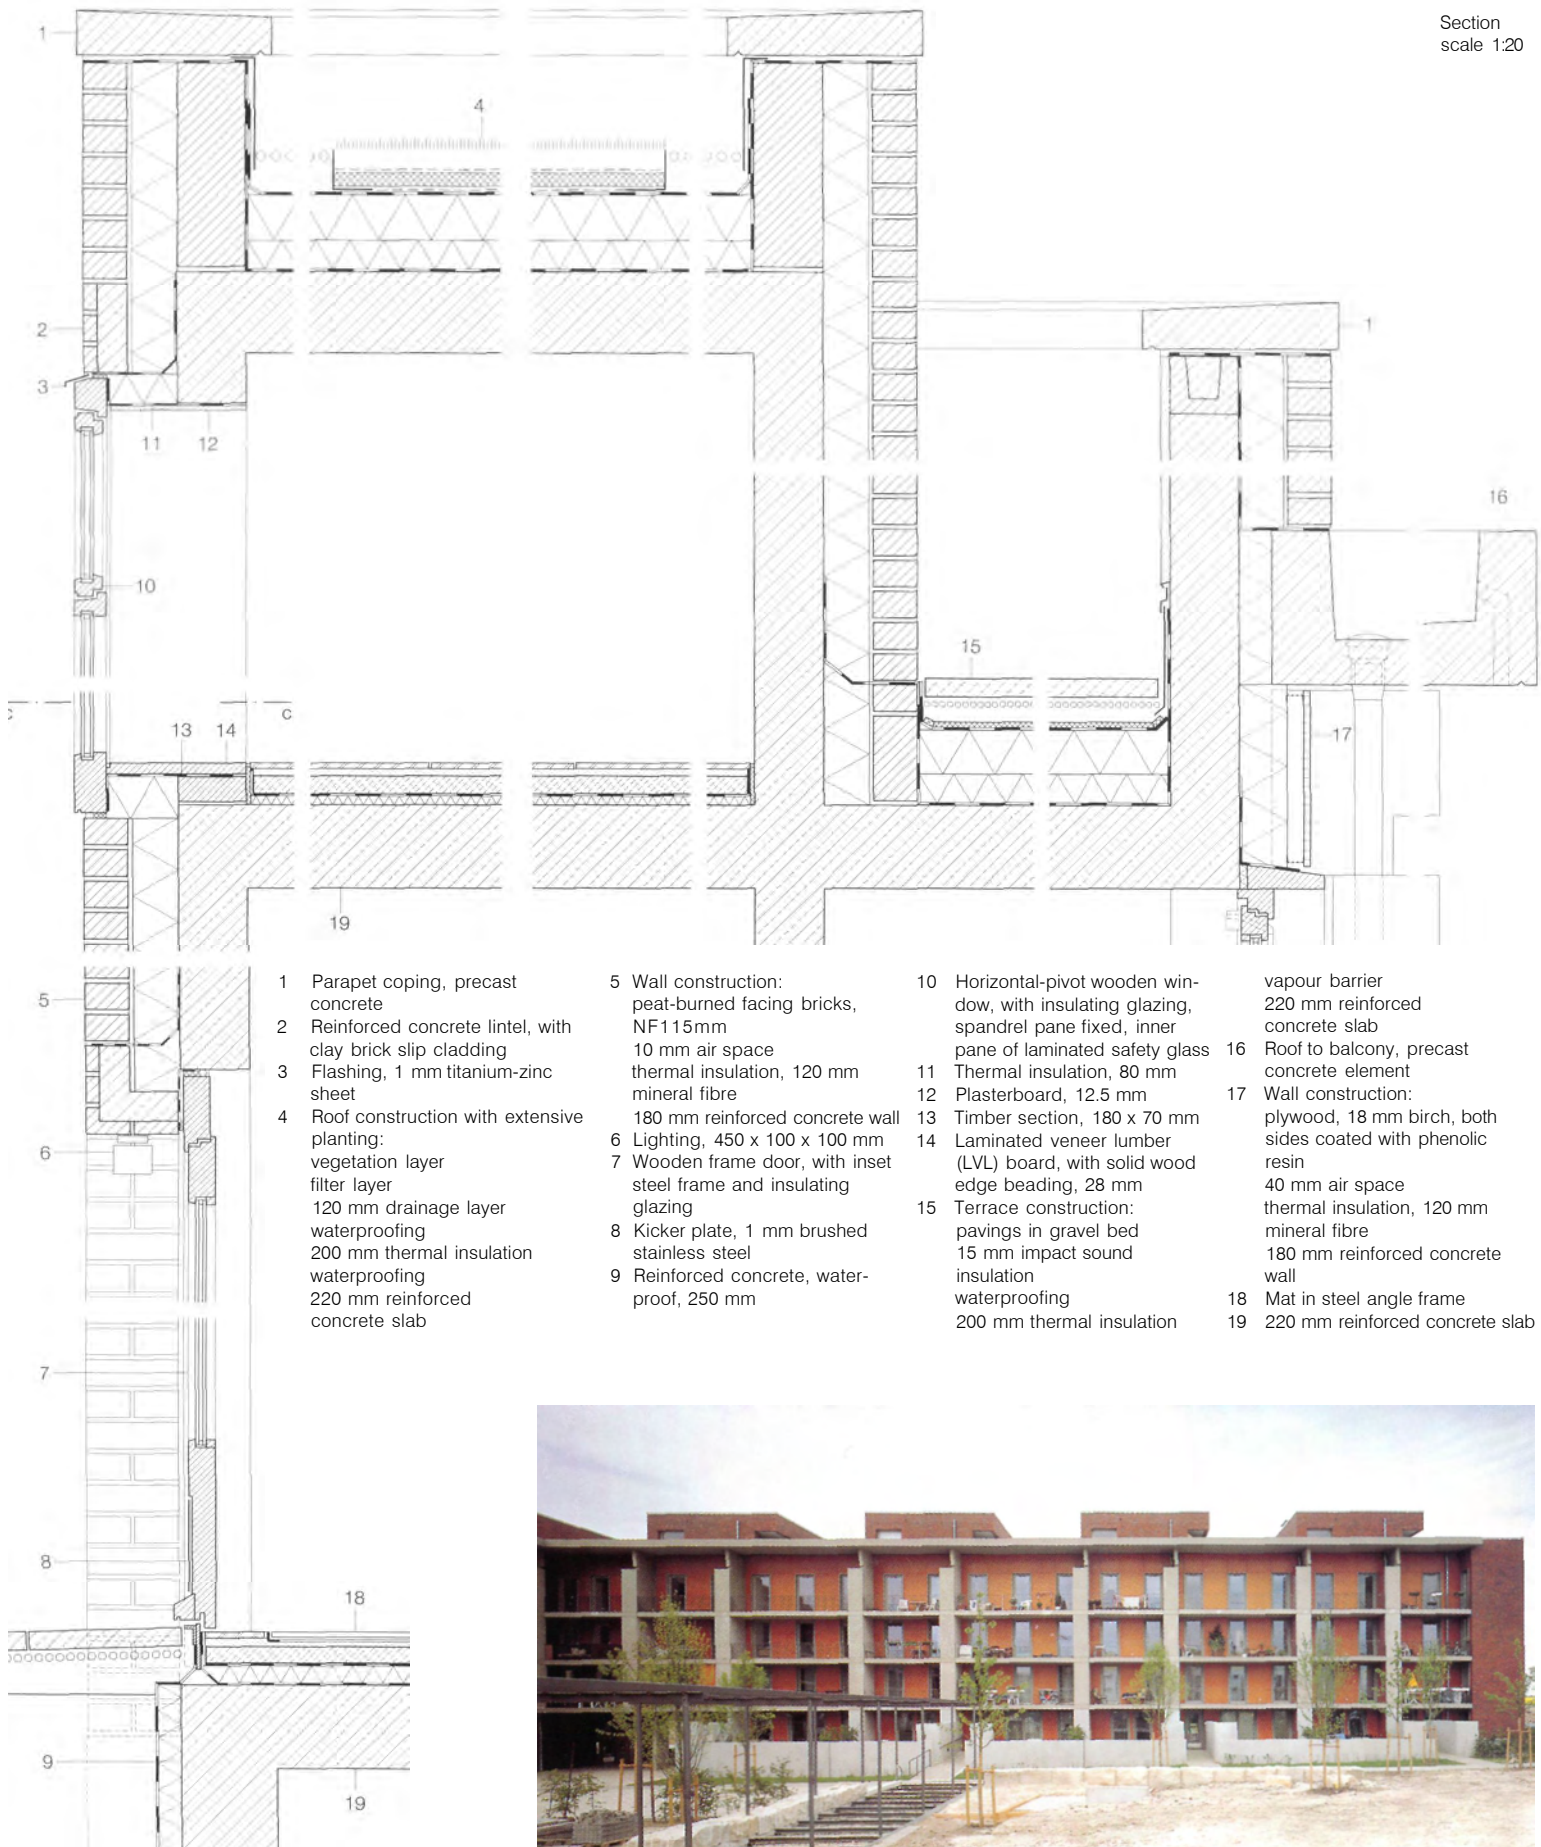 Section
scale 1:20
1
4
2
1
3
11 12
16
10
15
c c
13 14
17
19
5
6
7
8
18
9
19
1 Parapet coping, precast
concrete
2 Reinforced concrete lintel, with
clay brick slip cladding
3 Flashing, 1 mm titanium-zinc
sheet
4 Roof construction with extensive
planting:
vegetation layer
filter layer
120 mm drainage layer
waterproofing
200 mm thermal insulation
waterproofing
220 mm reinforced
concrete slab
5 Wall construction:
peat-burned facing bricks,
NF115mm
10 mm air space
thermal insulation, 120 mm
mineral fibre
180 mm reinforced concrete wall
6 Lighting, 450 x 100 x 100 mm
7 Wooden frame door, with inset
steel frame and insulating
glazing
8 Kicker plate, 1 mm brushed
stainless steel
9 Reinforced concrete, water-
proof, 250 mm
10 Horizontal-pivot wooden win-
dow, with insulating glazing,
spandrel pane fixed, inner
pane of laminated safety glass
11 Thermal insulation, 80 mm
12 Plasterboard, 12.5 mm
13 Timber section, 180 x 70 mm
14 Laminated veneer lumber
(LVL) board, with solid wood
edge beading, 28 mm
15 Terrace construction:
pavings in gravel bed
15 mm impact sound
insulation
waterproofing
200 mm thermal insulation
vapour barrier
220 mm reinforced
concrete slab
16 Roof to balcony, precast
concrete element
17 Wall construction:
plywood, 18 mm birch, both
sides coated with phenolic
resin
40 mm air space
thermal insulation, 120 mm
mineral fibre
180 mm reinforced concrete
wall
18 Mat in steel angle frame
19 220 mm reinforced concrete slab